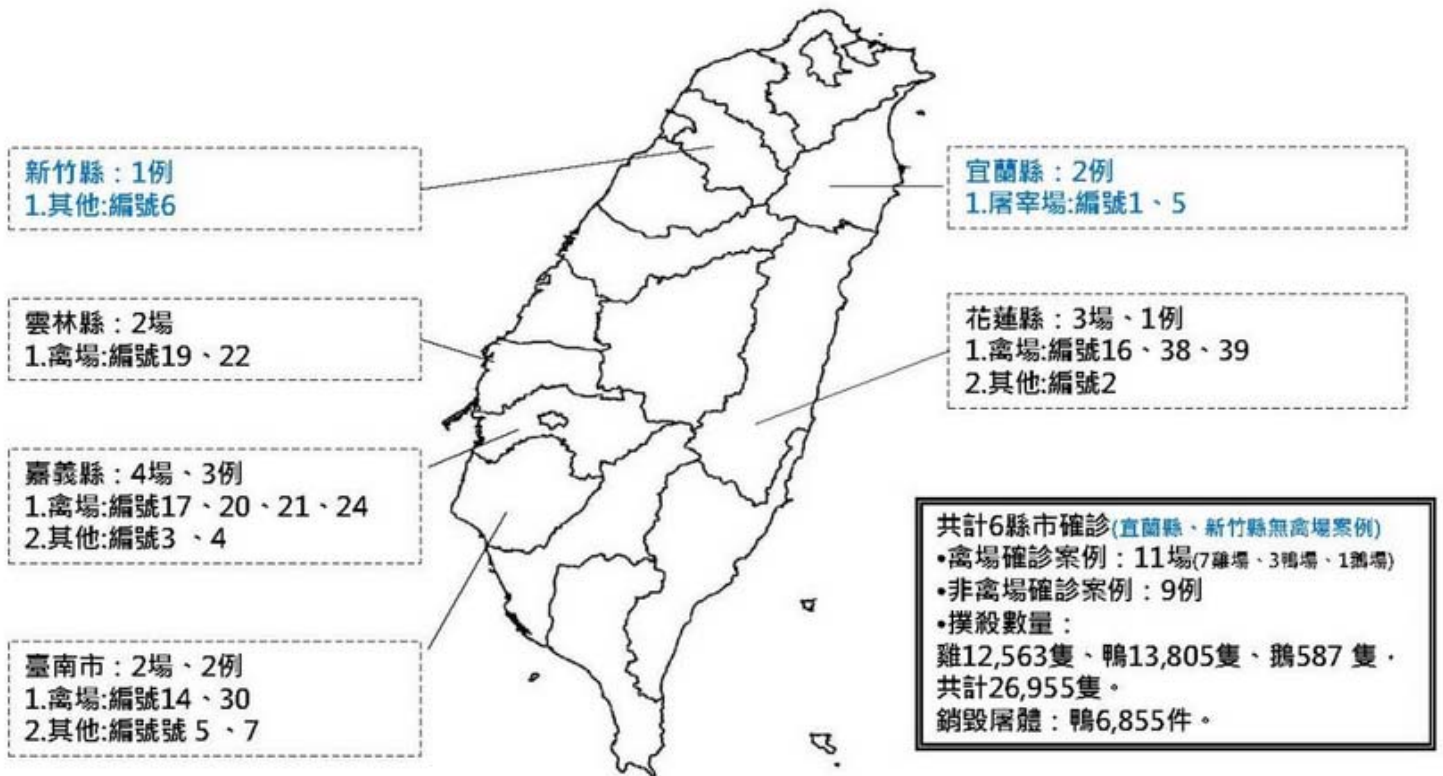 新竹縣：1例
1.其他:編號6
宜蘭縣：2例
1.屠宰場:編號1、5
雲林縣：2場
1.禽場:編號19、22
花蓮縣：3場、1例
1.禽場:編號16、38、39
2.其他:編號2
嘉義縣：4場、3例
1.禽場:編號17、20、21、24
2.其他:編號3 、4
臺南市：2場、2例
1.禽場:編號14、30
2.其他:編號號 5 、7
共計6縣市確診(宜蘭縣、新竹縣無禽場案例)
•禽場確診案例：11場(7雞場、3鴨場、1鵝場)
•非禽場確診案例：9例
•撲殺數量：
雞12,563隻、鴨13,805隻、鵝587 隻，
共計26,955隻。
銷毀屠體：鴨6,855件。